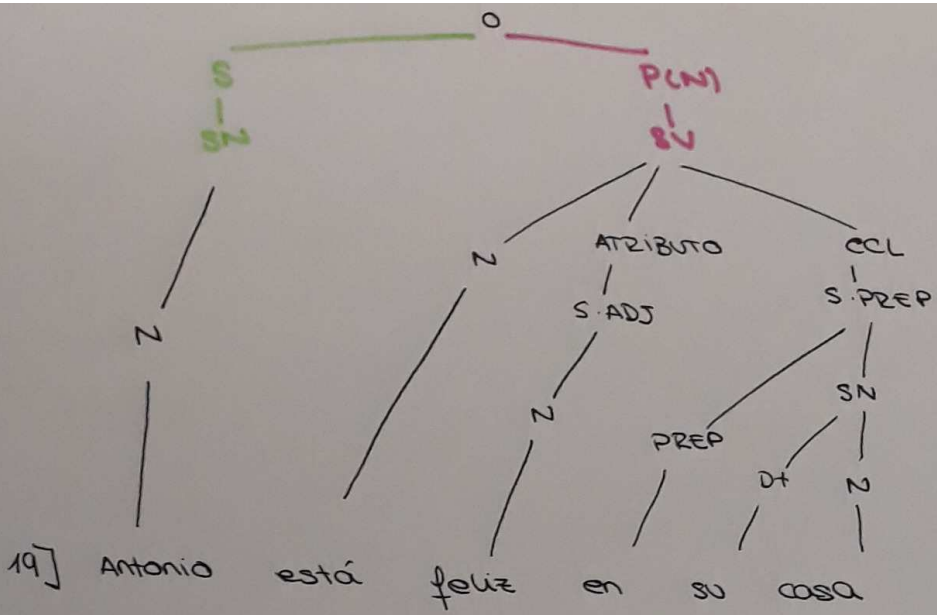 O
S P(N)
SN SV
N ATRIBUTO CCL
S.ADJ S.PREP
N
SN
N
PREP
Dt N
19] Antonio está feliz en su casa